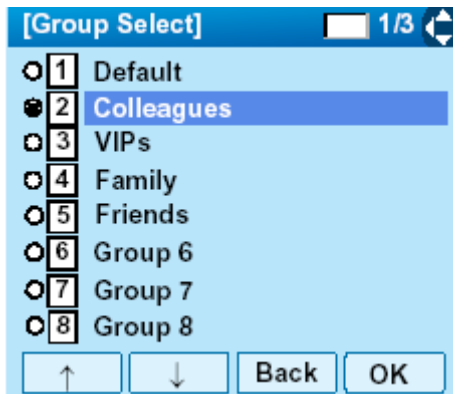 [Group Select] 1/3
1 Default
2 Colleagues
3 VIPs
4 Family
5 Friends
6 Group 6
7 Group 7
8 Group 8
↑ ↓ Back OK